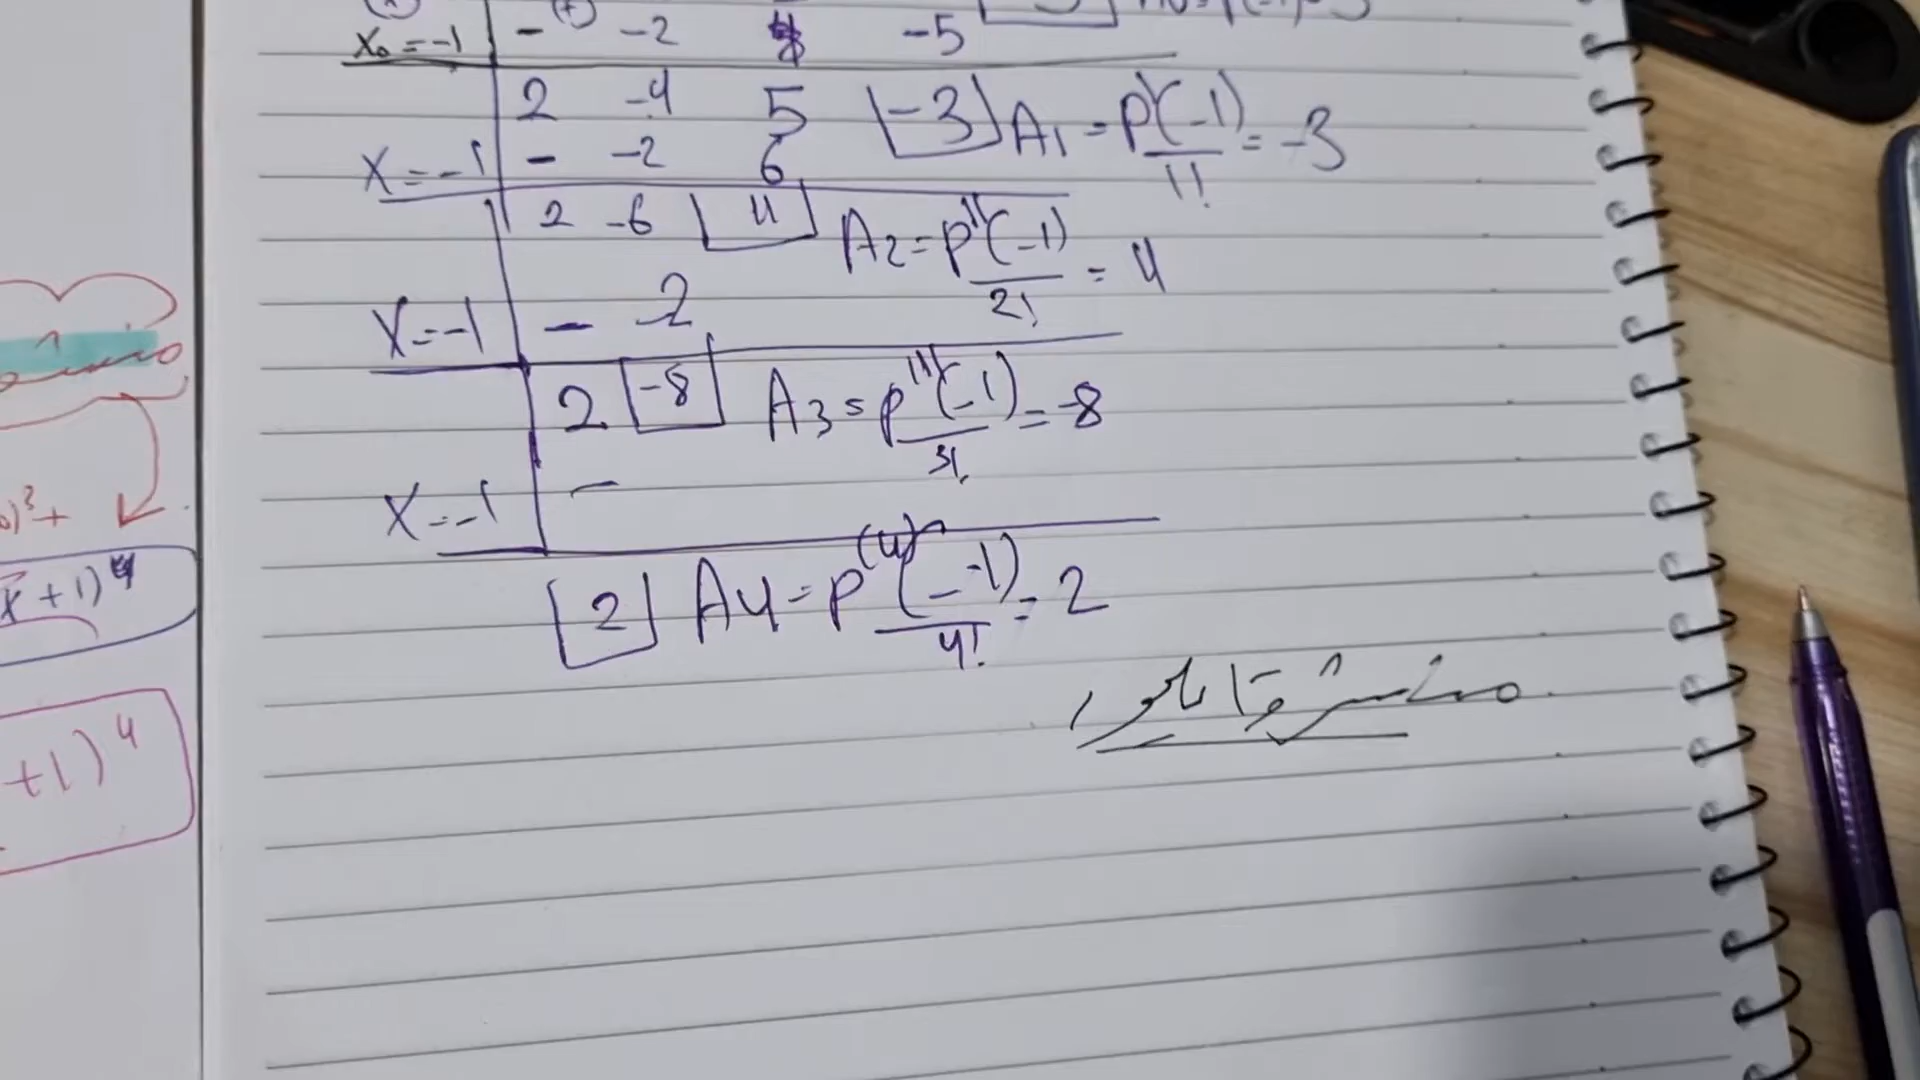 x₀ = -1 - -2 -5
2 -4 5 -3 A1 = P'(-1)/1! = -3
x = -1 - -2 6
2 -6 4 A2 = P''(-1)/2! = 4
x = -1 - -2
2 -8 A3 = P'''(-1)/3! = -8
x = -1 -
2 A4 = P⁽⁴⁾(-1)/4! = 2
)³+
x+1)⁴
+1)⁴